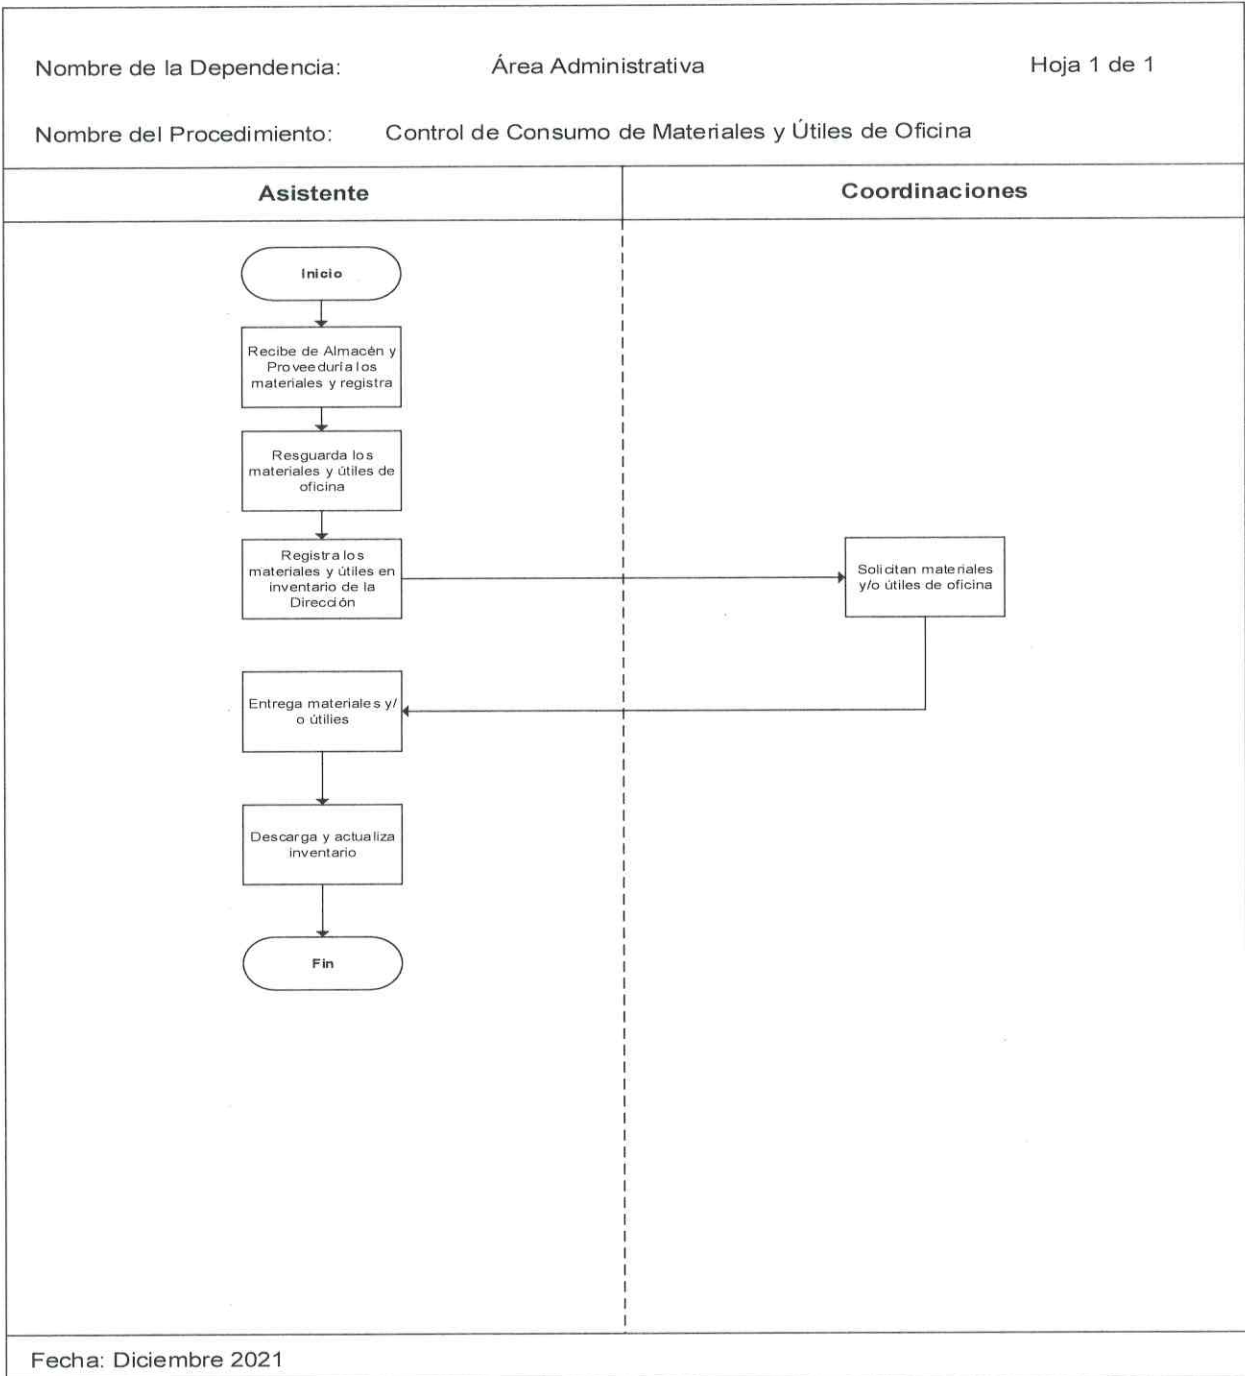 Nombre de la Dependencia: Área Administrativa Hoja 1 de 1
Nombre del Procedimiento: Control de Consumo de Materiales y Útiles de Oficina
Asistente Coordinaciones
Inicio
Recibe de Almacén y
Proveeduría los
materiales y registra
Resguarda los
materiales y útiles de
oficina
Registra los
materiales y útiles en
inventario de la
Dirección
Solicitan materiales
y/o útiles de oficina
Entrega materiales y/
o útilies
Descarga y actualiza
inventario
Fin
Fecha: Diciembre 2021